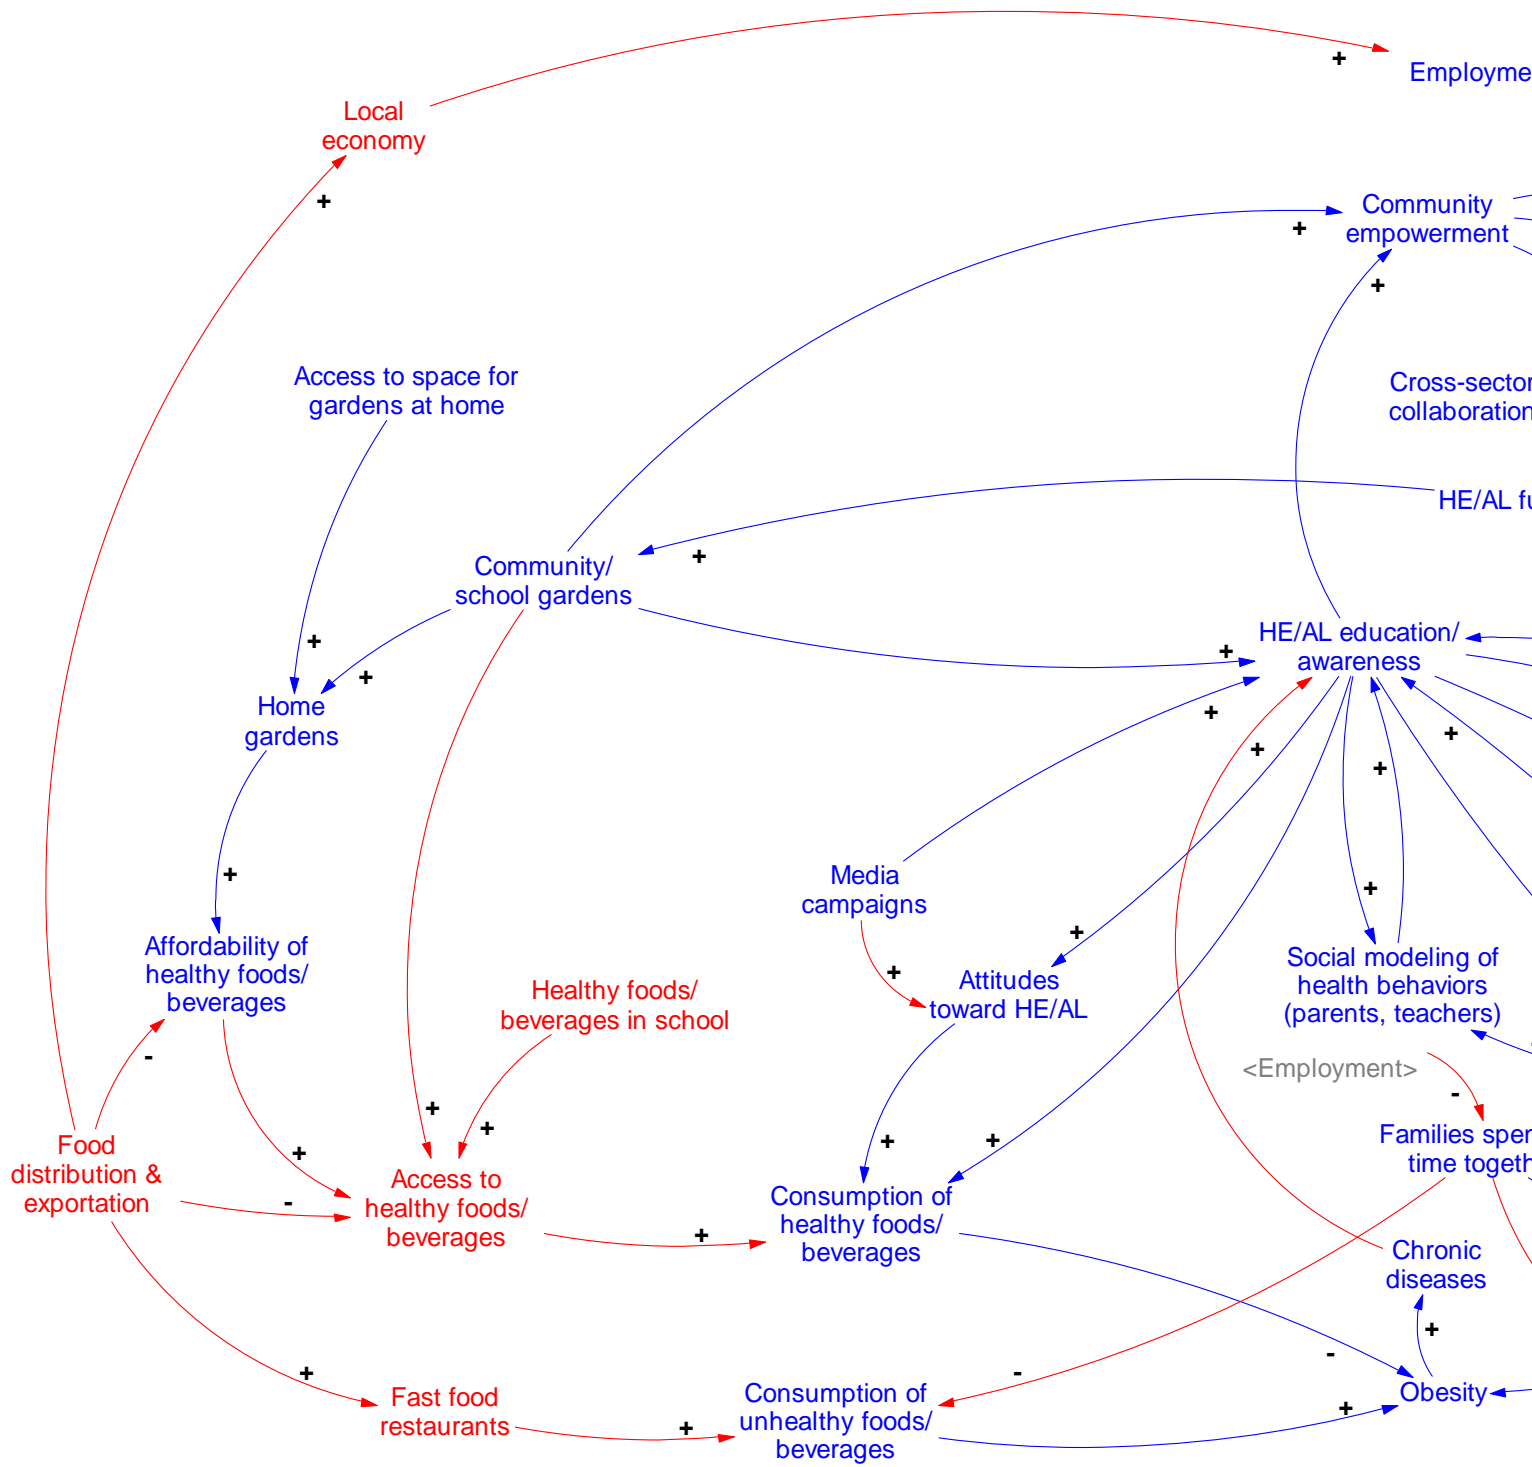 Employme
Local
economy
+
+
Community
empowerment
+
+
Access to space for
gardens at home
Cross-sector
collaboration
HE/AL fu
Community/
school gardens
+
+
+
Home
gardens
HE/AL education/
awareness
+
+
+
+
+
+
Media
campaigns
+
+
+
Affordability of
healthy foods/
beverages
Healthy foods/
beverages in school
+
Attitudes
toward HE/AL
Social modeling of
health behaviors
(parents, teachers)
<Employment>
-
-
Food
distribution &
exportation
+
+
+
+
+
Families spen
time togeth
Access to
healthy foods/
beverages
-
+
Consumption of
healthy foods/
beverages
Chronic
diseases
+
-
-
+
Fast food
restaurants
+
Consumption of
unhealthy foods/
beverages
+
Obesity